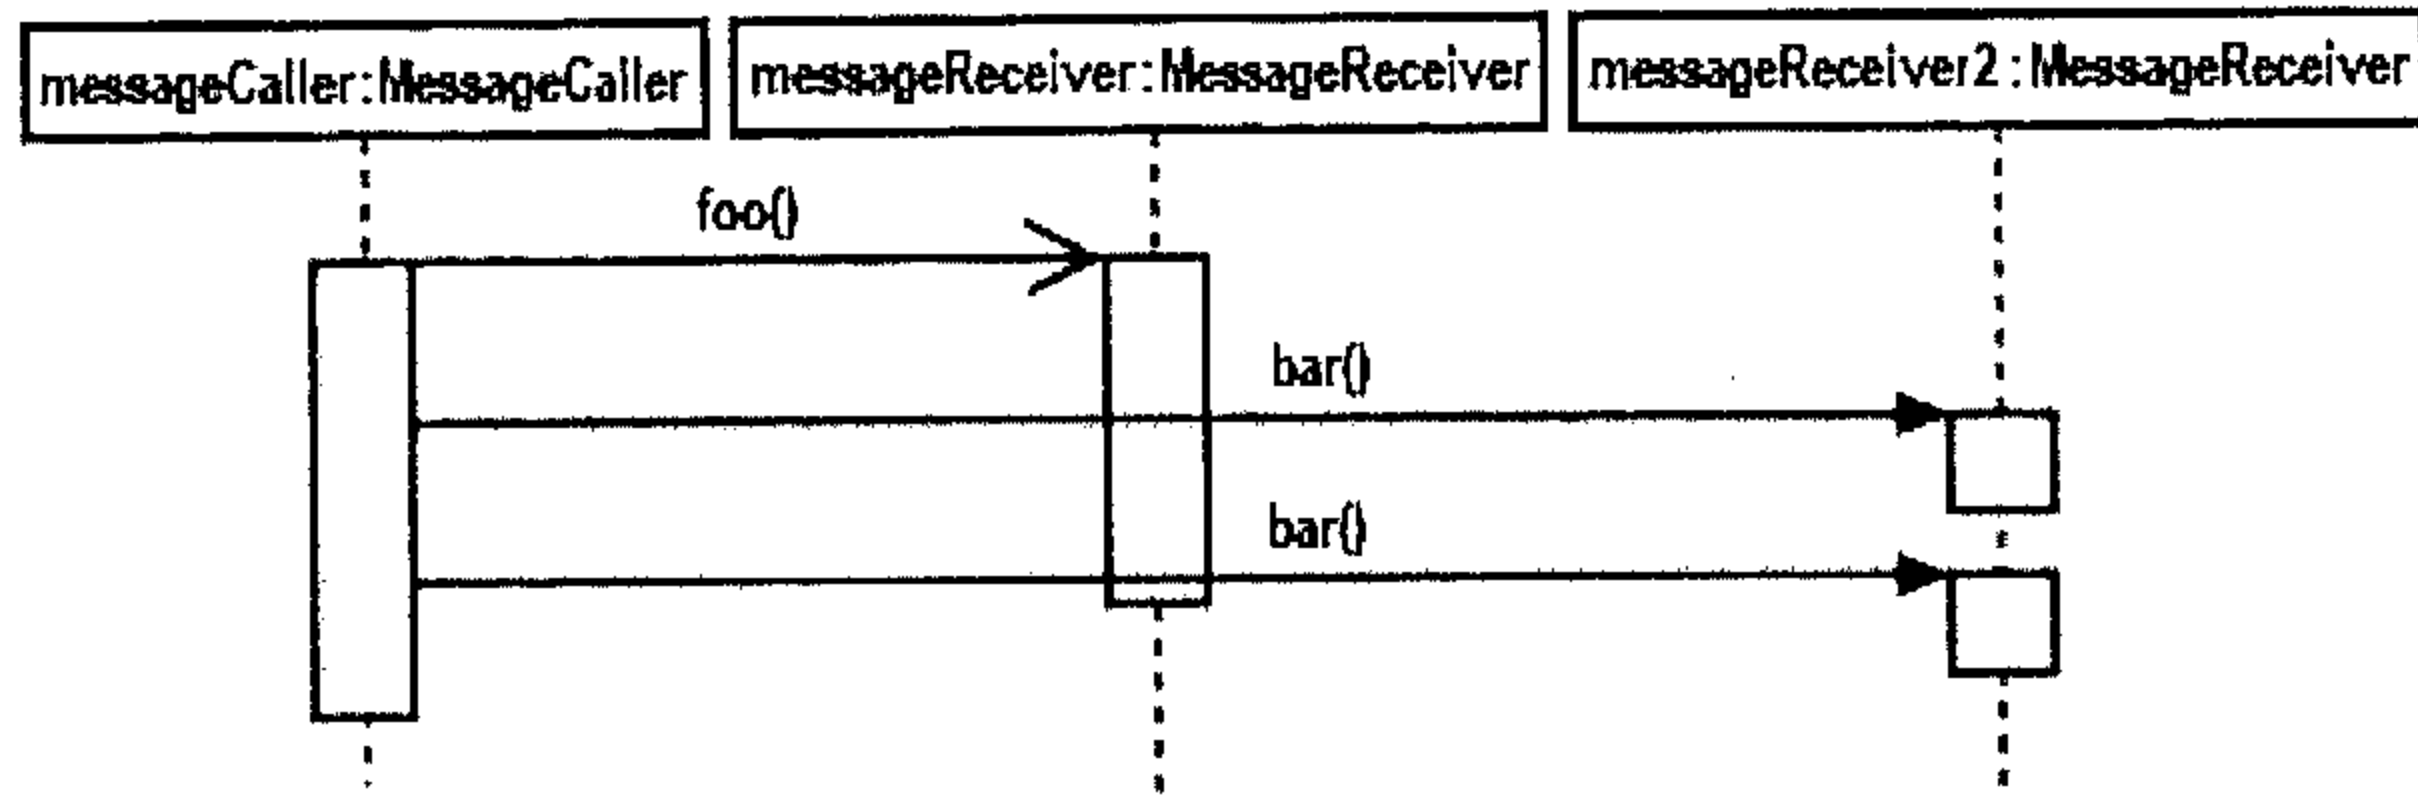 messageCaller:MessageCaller
messageReceiver:MessageReceiver
messageReceiver2:MessageReceiver
foo()
bar()
bar()